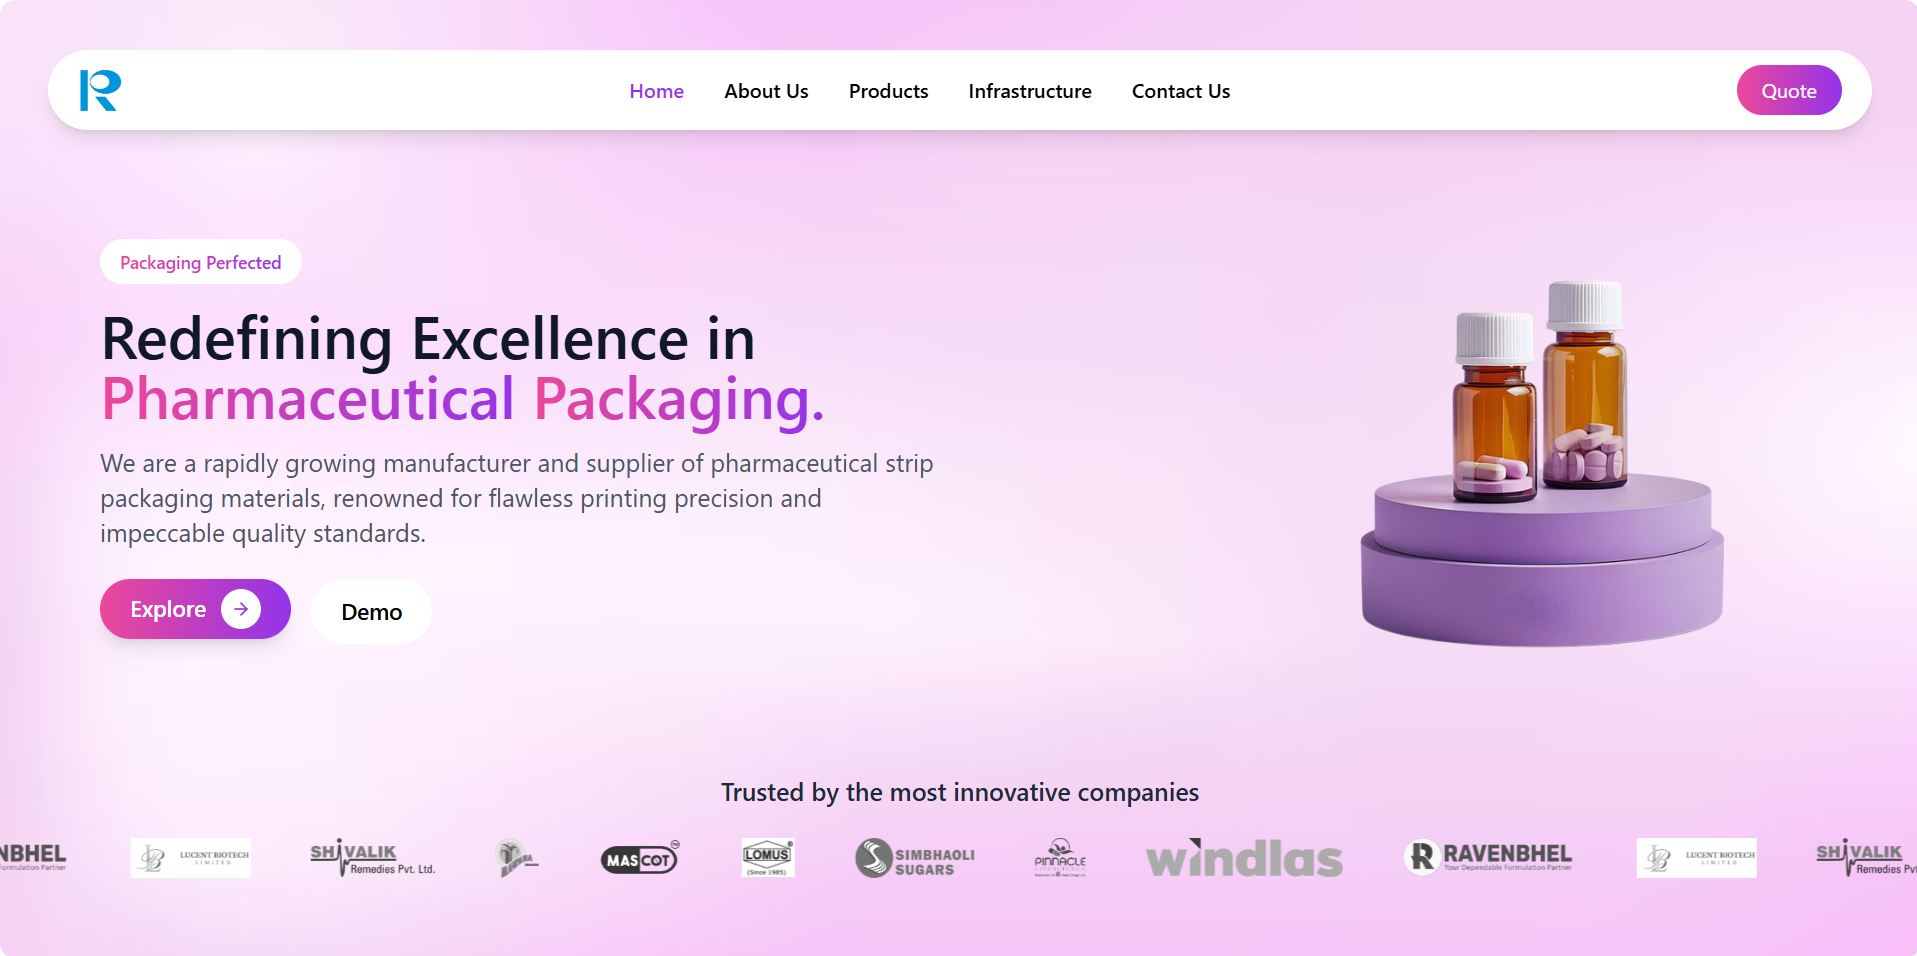 R
Home About Us Products Infrastructure Contact Us Quote
Packaging Perfected
Redefining Excellence in
Pharmaceutical Packaging.
We are a rapidly growing manufacturer and supplier of pharmaceutical strip
packaging materials, renowned for flawless printing precision and
impeccable quality standards.
Explore Demo
Trusted by the most innovative companies
NBHEL
Formulation Partner
LUCENT BIOTECH
LIMITED
SHIVALIK
Remedies Pvt. Ltd.
MASCOT TM
LOMUS ®
(Since 1985)
SIMBHAOLI
SUGARS
PINNACLE
windlas
RAVENBHEL
Your Dependable Formulation Partner
LUCENT BIOTECH
LIMITED
SHIVALIK
Remedies Pv